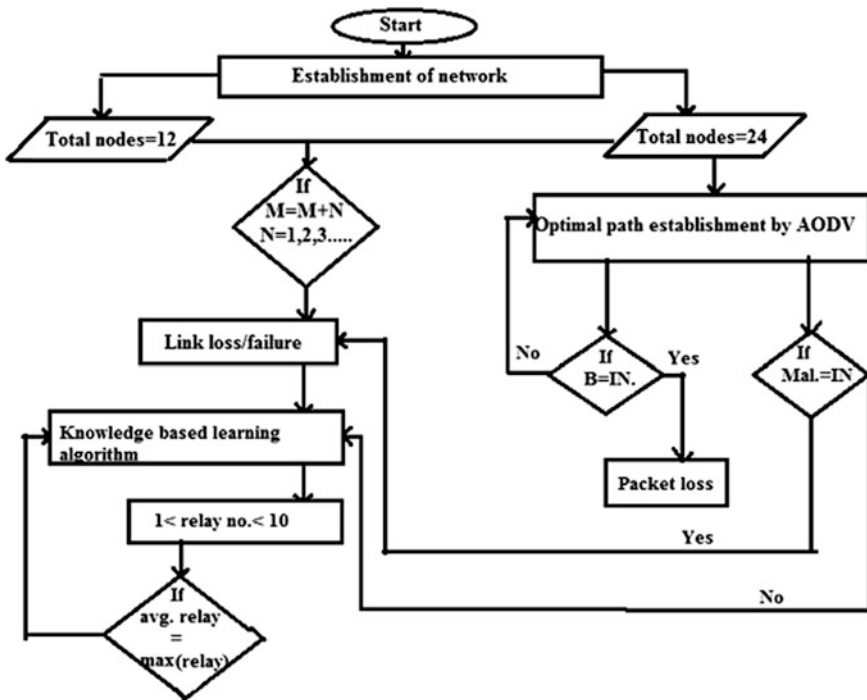 Start
Establishment of network
Total nodes=12
Total nodes=24
If
M=M+N
N=1,2,3.....
Optimal path establishment by AODV
Link loss/failure
No
If
B=IN.
Yes
If
Mal.=IN
Knowledge based learning
algorithm
Packet loss
1< relay no.< 10
Yes
If
avg. relay
=
max(relay)
No